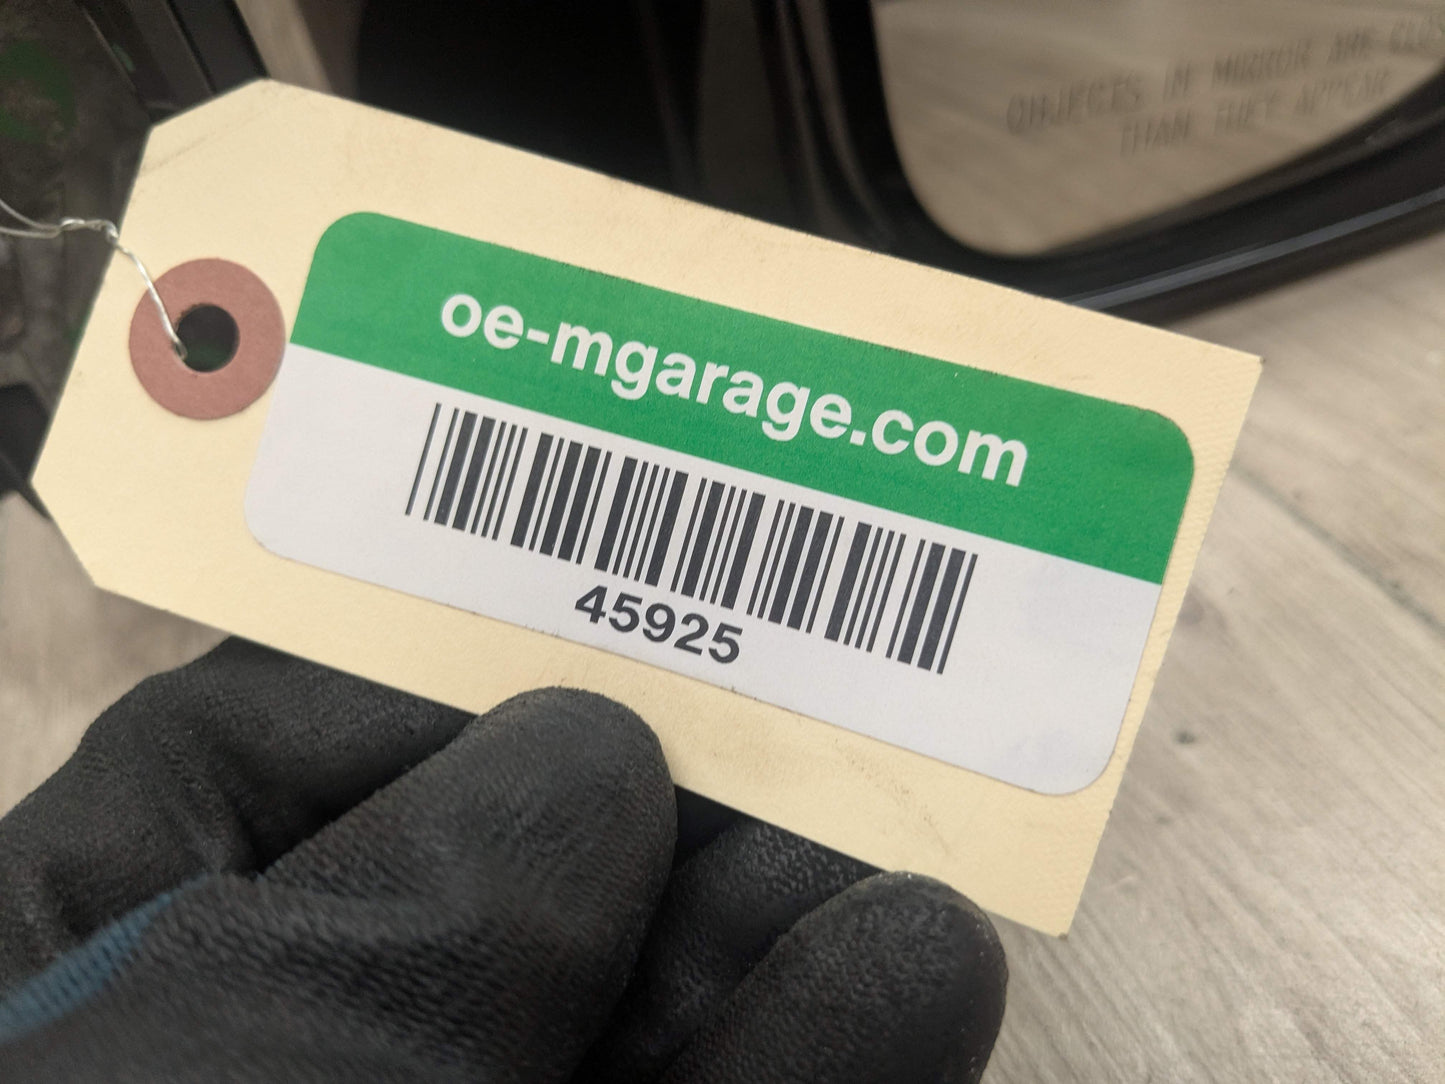 OBJECTS IN MIRROR ARE
THAN THEY APPEAR
oe-mgarage.com
45925